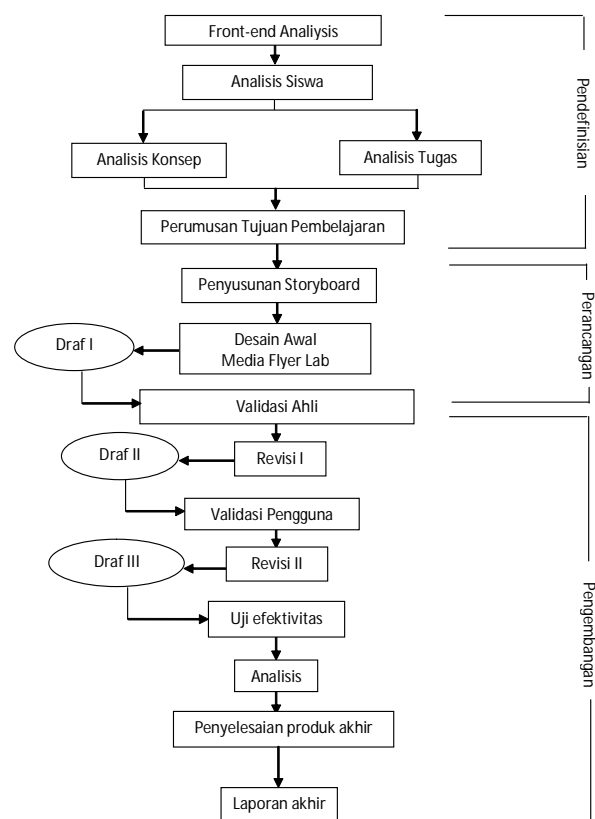 Front-end Analiysis
Analisis Siswa
Analisis Konsep
Analisis Tugas
Perumusan Tujuan Pembelajaran
Pendefinisian
Penyusunan Storyboard
Draf I
Desain Awal
Media Flyer Lab
Perancangan
Validasi Ahli
Draf II
Revisi I
Validasi Pengguna
Draf III
Revisi II
Uji efektivitas
Analisis
Penyelesaian produk akhir
Laporan akhir
Pengembangan